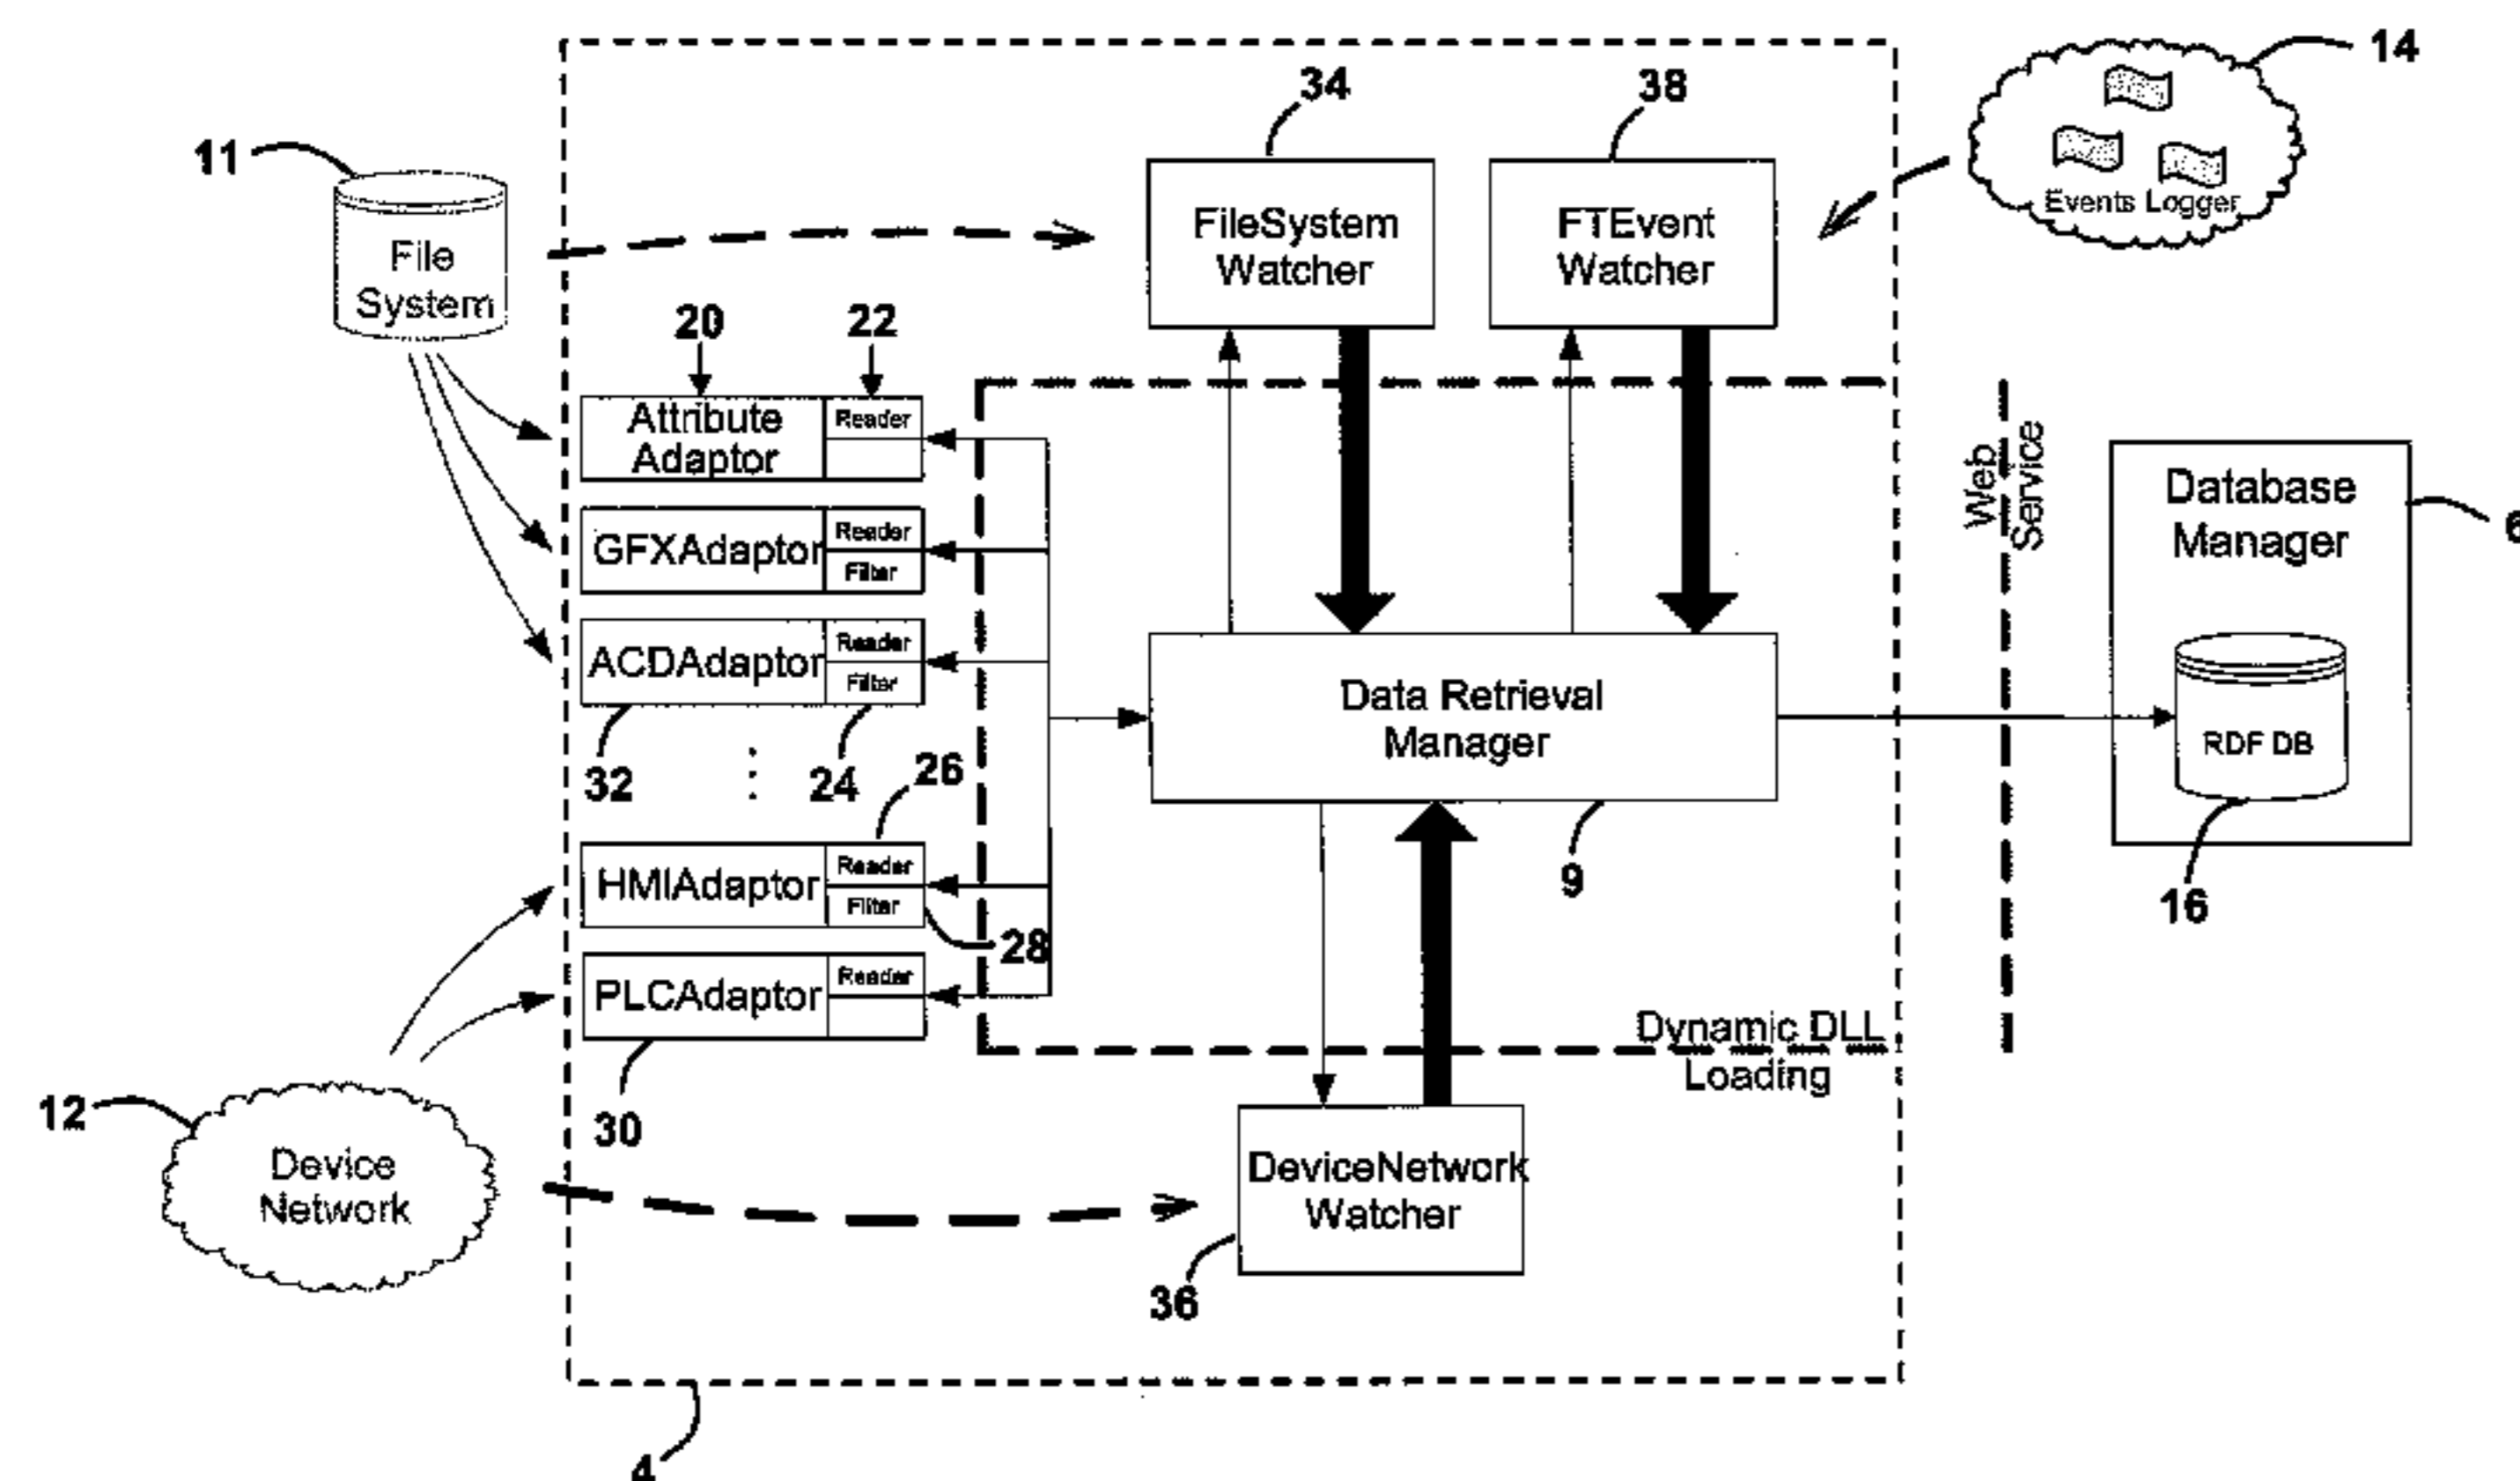 14
34
38
11
Events Logger
FileSystem
Watcher
FTEvent
Watcher
File
System
20
22
Attribute
Adaptor
Reader
GFXAdaptor
Reader
Filter
ACDAdaptor
Reader
Filter
32
24
26
HMIAdaptor
Reader
Filter
28
PLCAdaptor
Reader
30
Data Retrieval
Manager
9
Web
Service
Database
Manager
6
RDF DB
16
Dynamic DLL
Loading
12
Device
Network
DeviceNetwork
Watcher
36
4